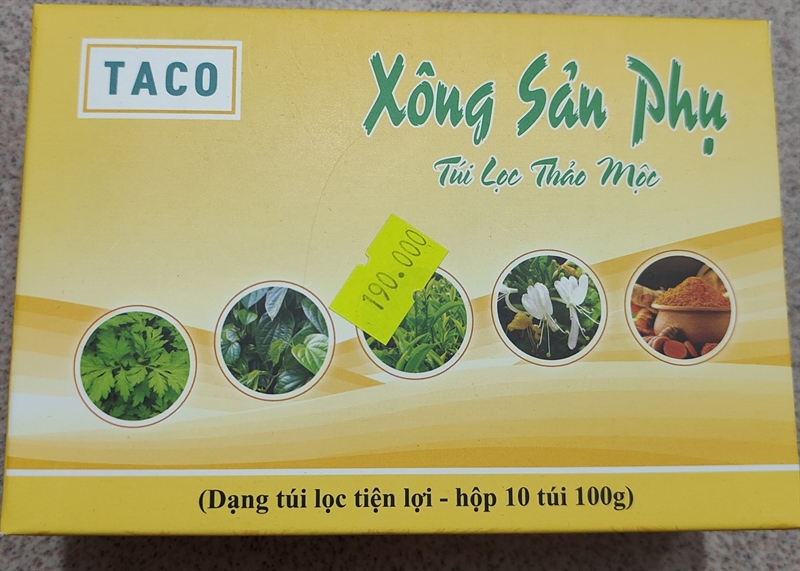 TACO
Xông Sản Phụ
Túi Lọc Thảo Mộc
190.000
(Dạng túi lọc tiện lợi - hộp 10 túi 100g)